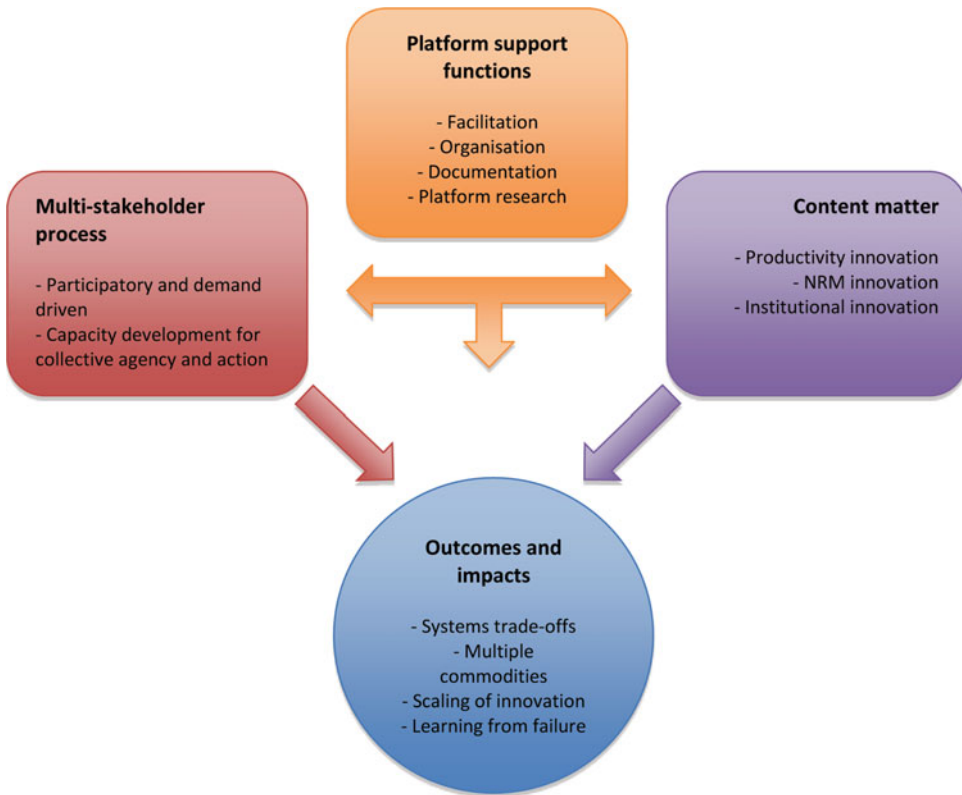 Platform support
functions
- Facilitation
- Organisation
- Documentation
- Platform research
Multi-stakeholder
process
- Participatory and demand
driven
- Capacity development for
collective agency and action
Content matter
- Productivity innovation
- NRM innovation
- Institutional innovation
Outcomes and
impacts
- Systems trade-offs
- Multiple
commodities
- Scaling of innovation
- Learning from failure